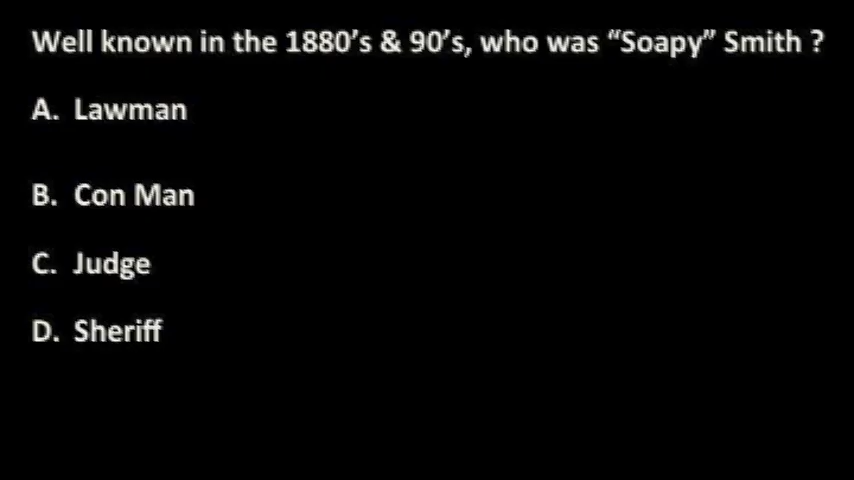 Well known in the 1880’s & 90’s, who was “Soapy” Smith ?
A. Lawman
B. Con Man
C. Judge
D. Sheriff